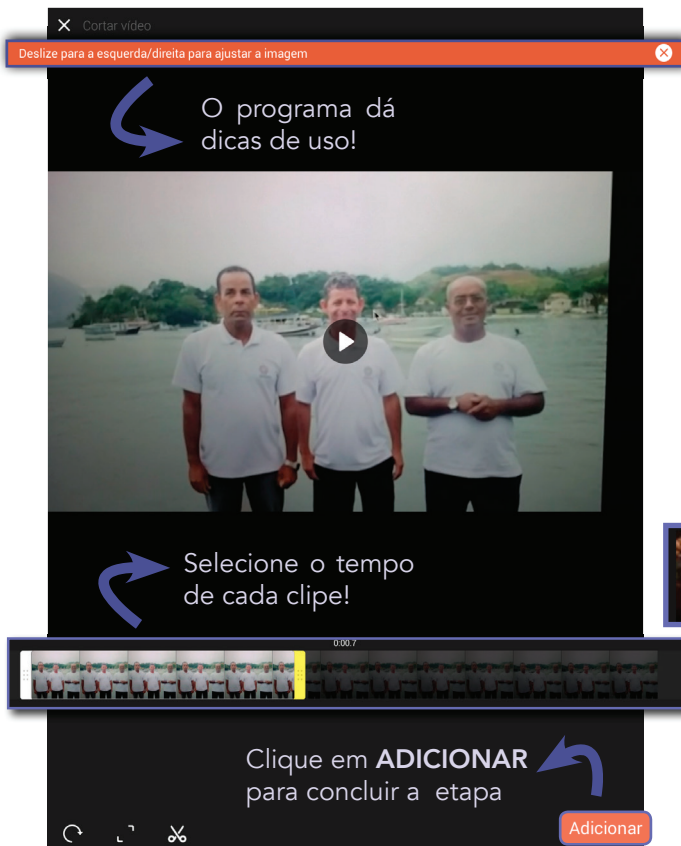 Cortar vídeo
Deslize para a esquerda/direita para ajustar a imagem
O programa dá
dicas de uso!
Selecione o tempo
de cada clipe!
0:00.7
Clique em ADICIONAR
para concluir a etapa
Adicionar